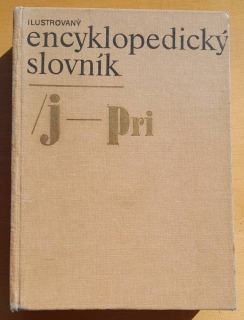 ILUSTROVANÝ
encyklopedický
slovník
/j — pri